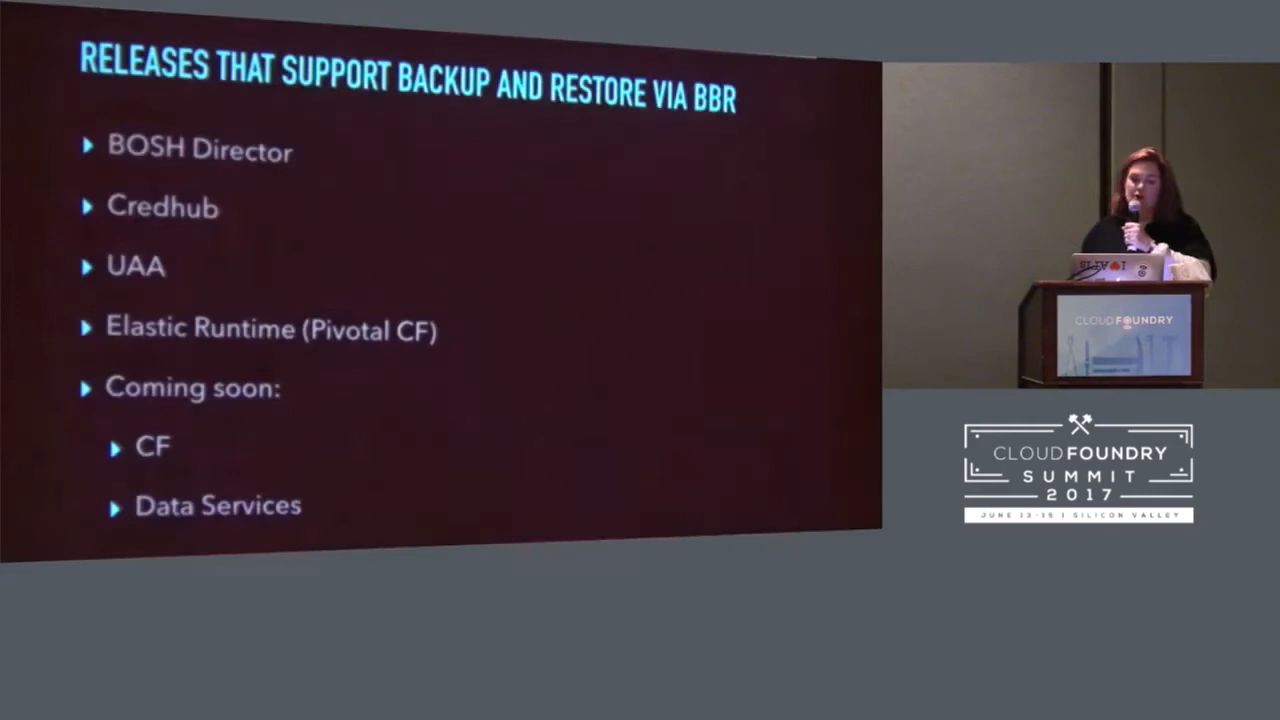 RELEASES THAT SUPPORT BACKUP AND RESTORE VIA BBR
BOSH Director
Credhub
UAA
Elastic Runtime (Pivotal CF)
Coming soon:
CF
Data Services
CLOUD FOUNDRY
CLOUD FOUNDRY
SUMMIT
2017
JUNE 13-15 | SILICON VALLEY